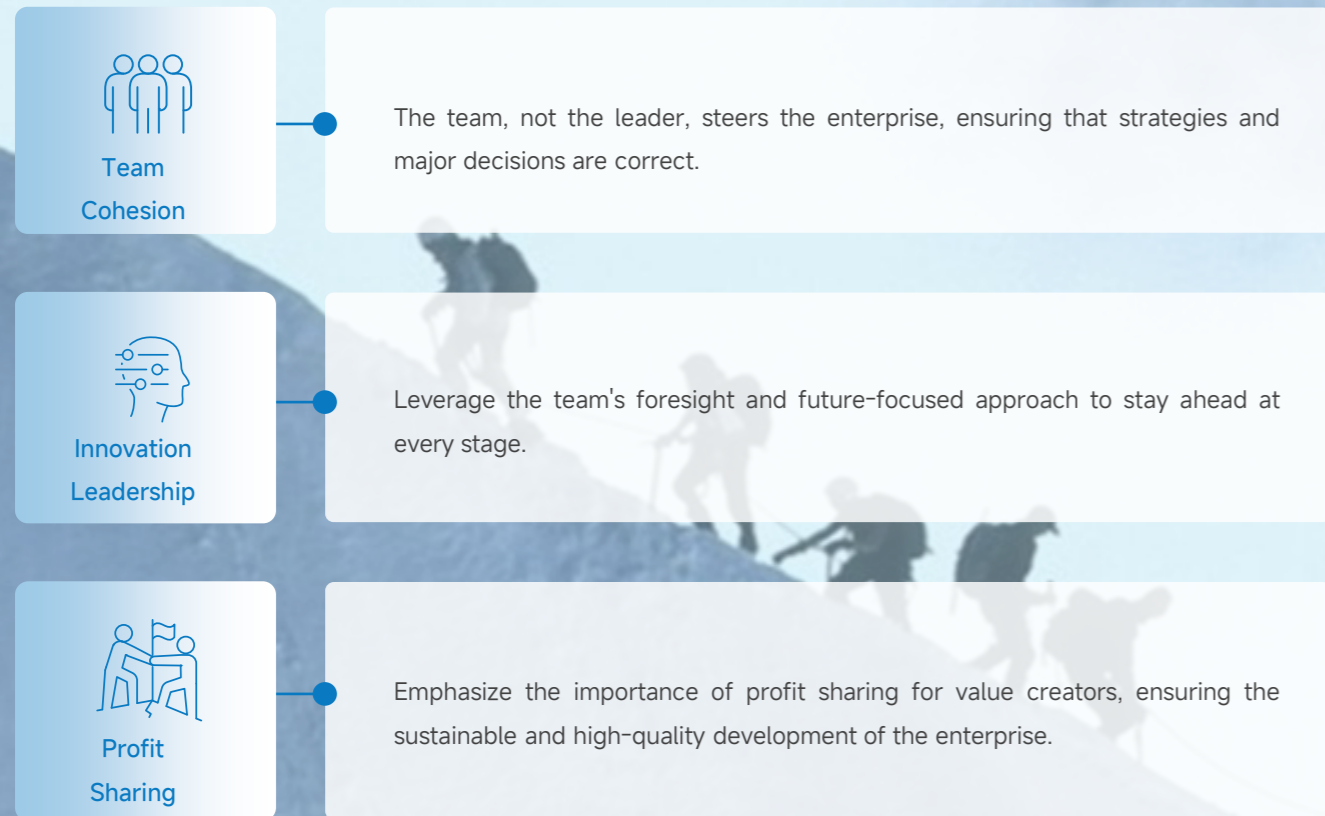 Team
Cohesion
The team, not the leader, steers the enterprise, ensuring that strategies and
major decisions are correct.
Innovation
Leadership
Leverage the team's foresight and future-focused approach to stay ahead at
every stage.
Profit
Sharing
Emphasize the importance of profit sharing for value creators, ensuring the
sustainable and high-quality development of the enterprise.